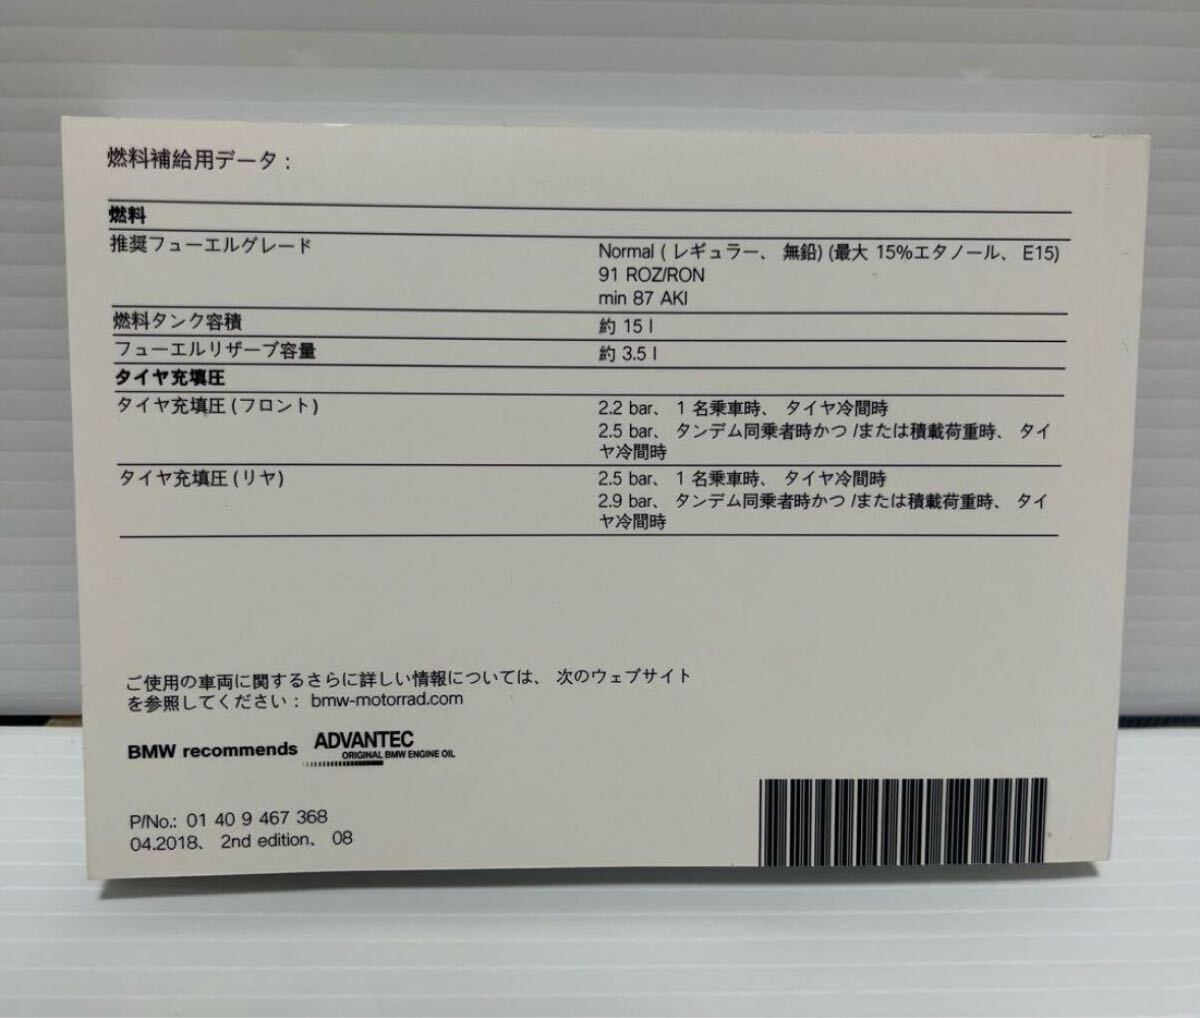 燃料補給用データ：
燃料
推奨フューエルグレード
Normal ( レギュラー、 無鉛) (最大 15%エタノール、 E15)
91 ROZ/RON
min 87 AKI
燃料タンク容積
約 15 l
フューエルリザーブ容量
約 3.5 l
タイヤ充填圧
タイヤ充填圧 (フロント)
2.2 bar、 1 名乗車時、 タイヤ冷間時
2.5 bar、 タンデム同乗者時かつ /または積載荷重時、 タイ
ヤ冷間時
タイヤ充填圧 (リヤ)
2.5 bar、 1 名乗車時、 タイヤ冷間時
2.9 bar、 タンデム同乗者時かつ /または積載荷重時、 タイ
ヤ冷間時
ご使用の車両に関するさらに詳しい情報については、 次のウェブサイト
を参照してください： bmw-motorrad.com
BMW recommends
ADVANTEC
ORIGINAL BMW ENGINE OIL
P/No.: 01 40 9 467 368
04.2018、 2nd edition、 08